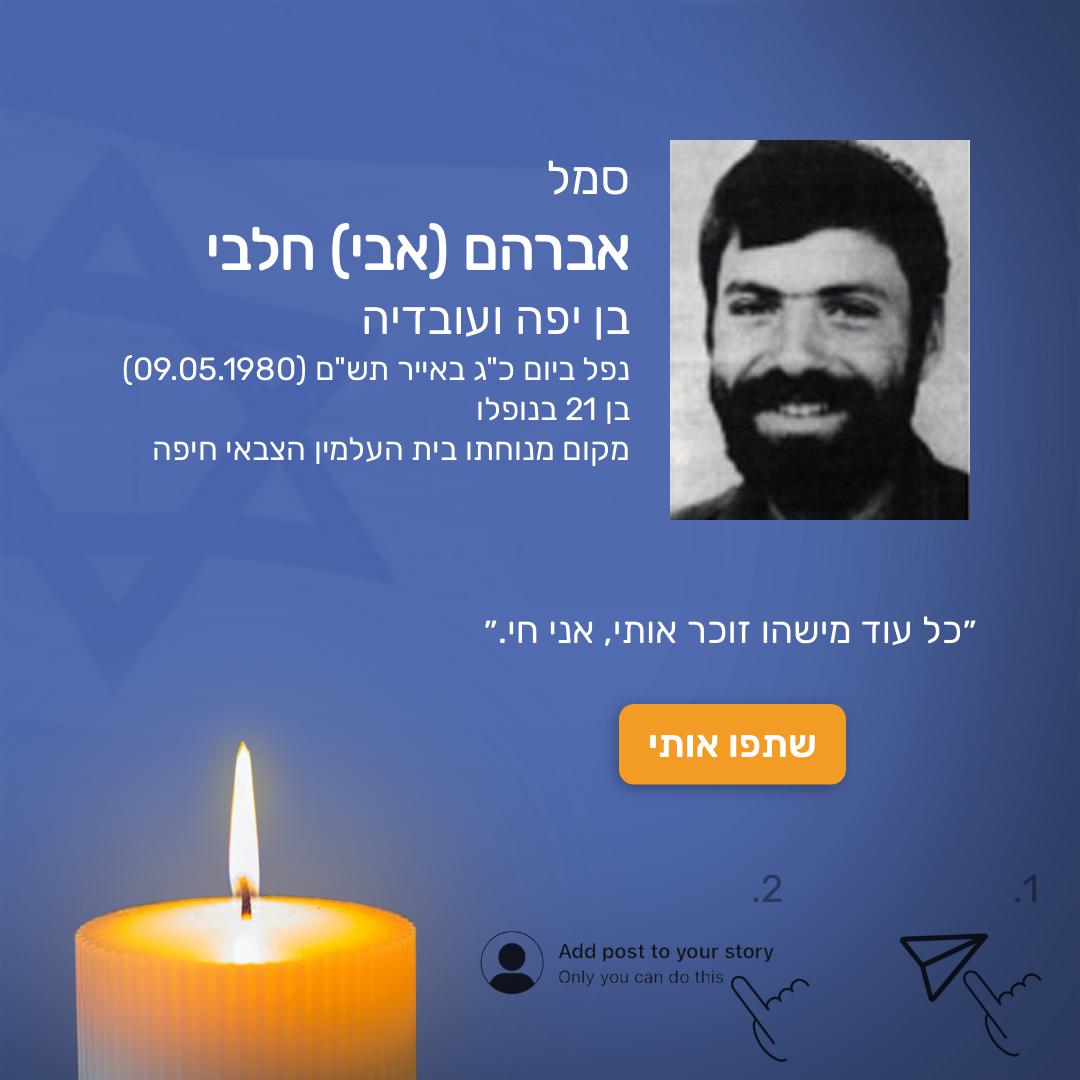 סמל
אברהם (אבי) חלבי
בן יפה ועובדיה
נפל ביום כ"ג באייר תש"ם (09.05.1980)
בן 21 בנופלו
מקום מנוחתו בית העלמין הצבאי חיפה
״כל עוד מישהו זוכר אותי, אני חי.״
שתפו אותי
.1
.2
Add post to your story
Only you can do this